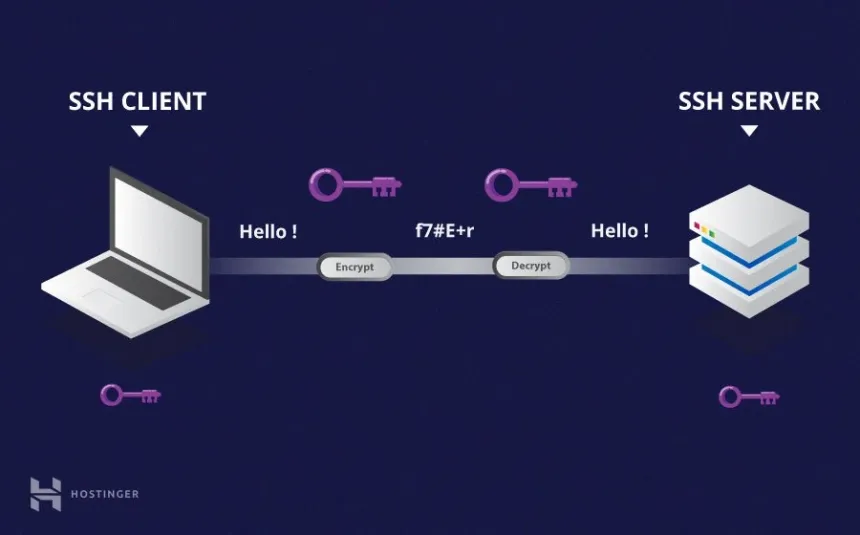 SSH CLIENT
SSH SERVER
Hello !
f7#E+r
Hello !
Encrypt
Decrypt
HOSTINGER